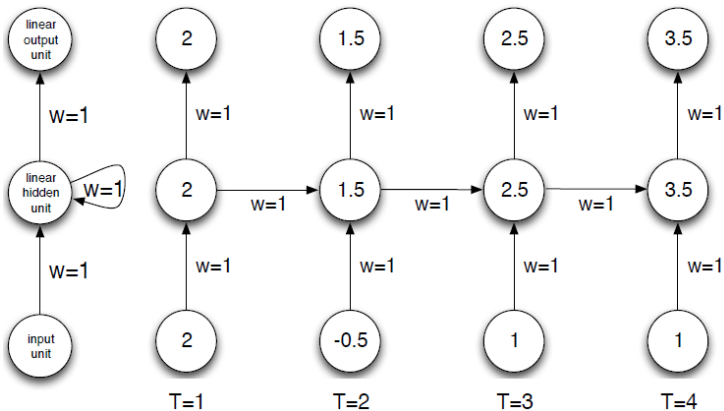 linear
output
unit
2
1.5
2.5
3.5
w=1
w=1
w=1
w=1
w=1
linear
hidden
unit
w=1
2
w=1
1.5
w=1
2.5
w=1
3.5
w=1
w=1
w=1
w=1
w=1
input
unit
2
-0.5
1
1
T=1
T=2
T=3
T=4